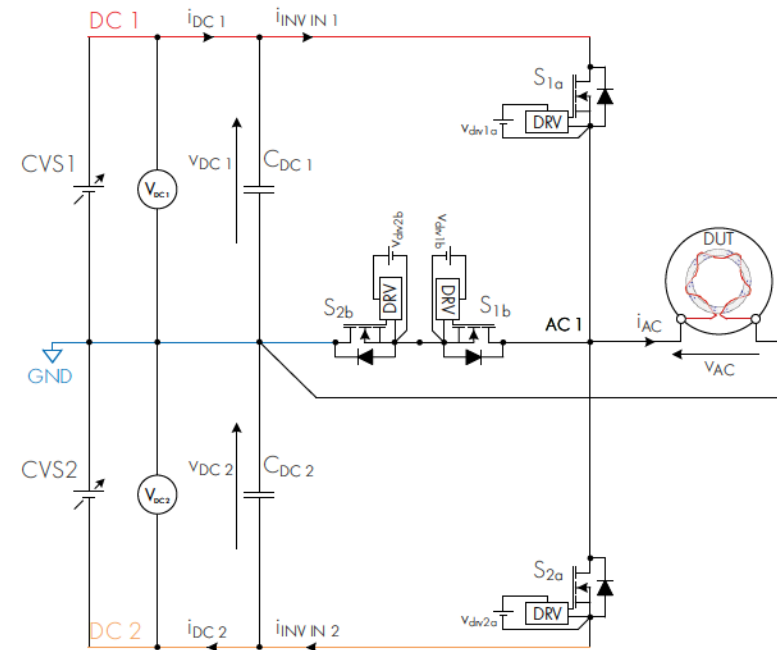 DC 1
i DC 1
i INV IN 1
S1a
DRV
vdrv1a
CVS1
VDC1
vDC 1
CDC 1
vdrv2b
vdrv1b
DUT
DRV
DRV
S2b
S1b
AC 1
iAC
GND
vAC
CVS2
VDC2
vDC 2
CDC 2
S2a
DRV
vdrv2a
DC 2
iDC 2
iINV IN 2